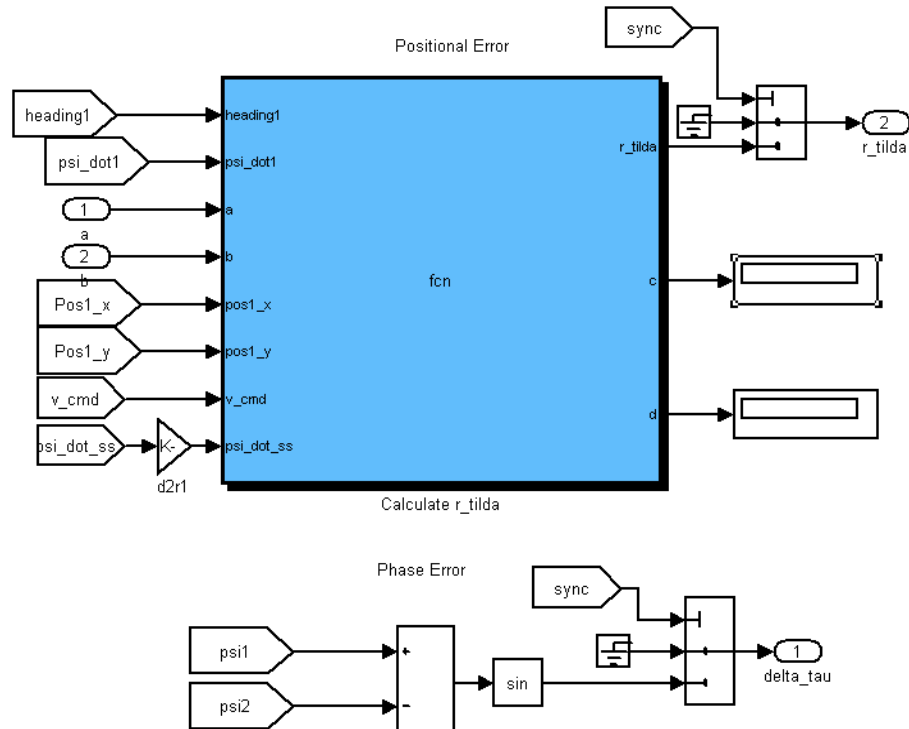 sync
Positional Error
heading1
heading1
psi_dot1
psi_dot1
r_tilda
2
r_tilda
1
a
a
2
b
b
Pos1_x
pos1_x
fcn
c
Pos1_y
pos1_y
v_cmd
v_cmd
d
psi_dot_ss
K-
psi_dot_ss
d2r1
Calculate r_tilda
Phase Error
sync
psi1
+
1
delta_tau
sin
psi2
-